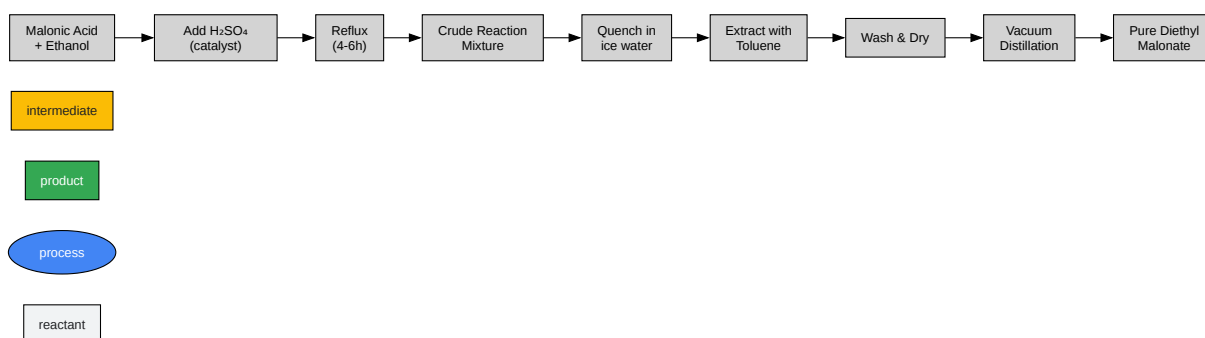 Malonic Acid
+ Ethanol
Add H₂SO₄
(catalyst)
Reflux
(4-6h)
Crude Reaction
Mixture
Quench in
ice water
Extract with
Toluene
Wash & Dry
Vacuum
Distillation
Pure Diethyl
Malonate
intermediate
product
process
reactant